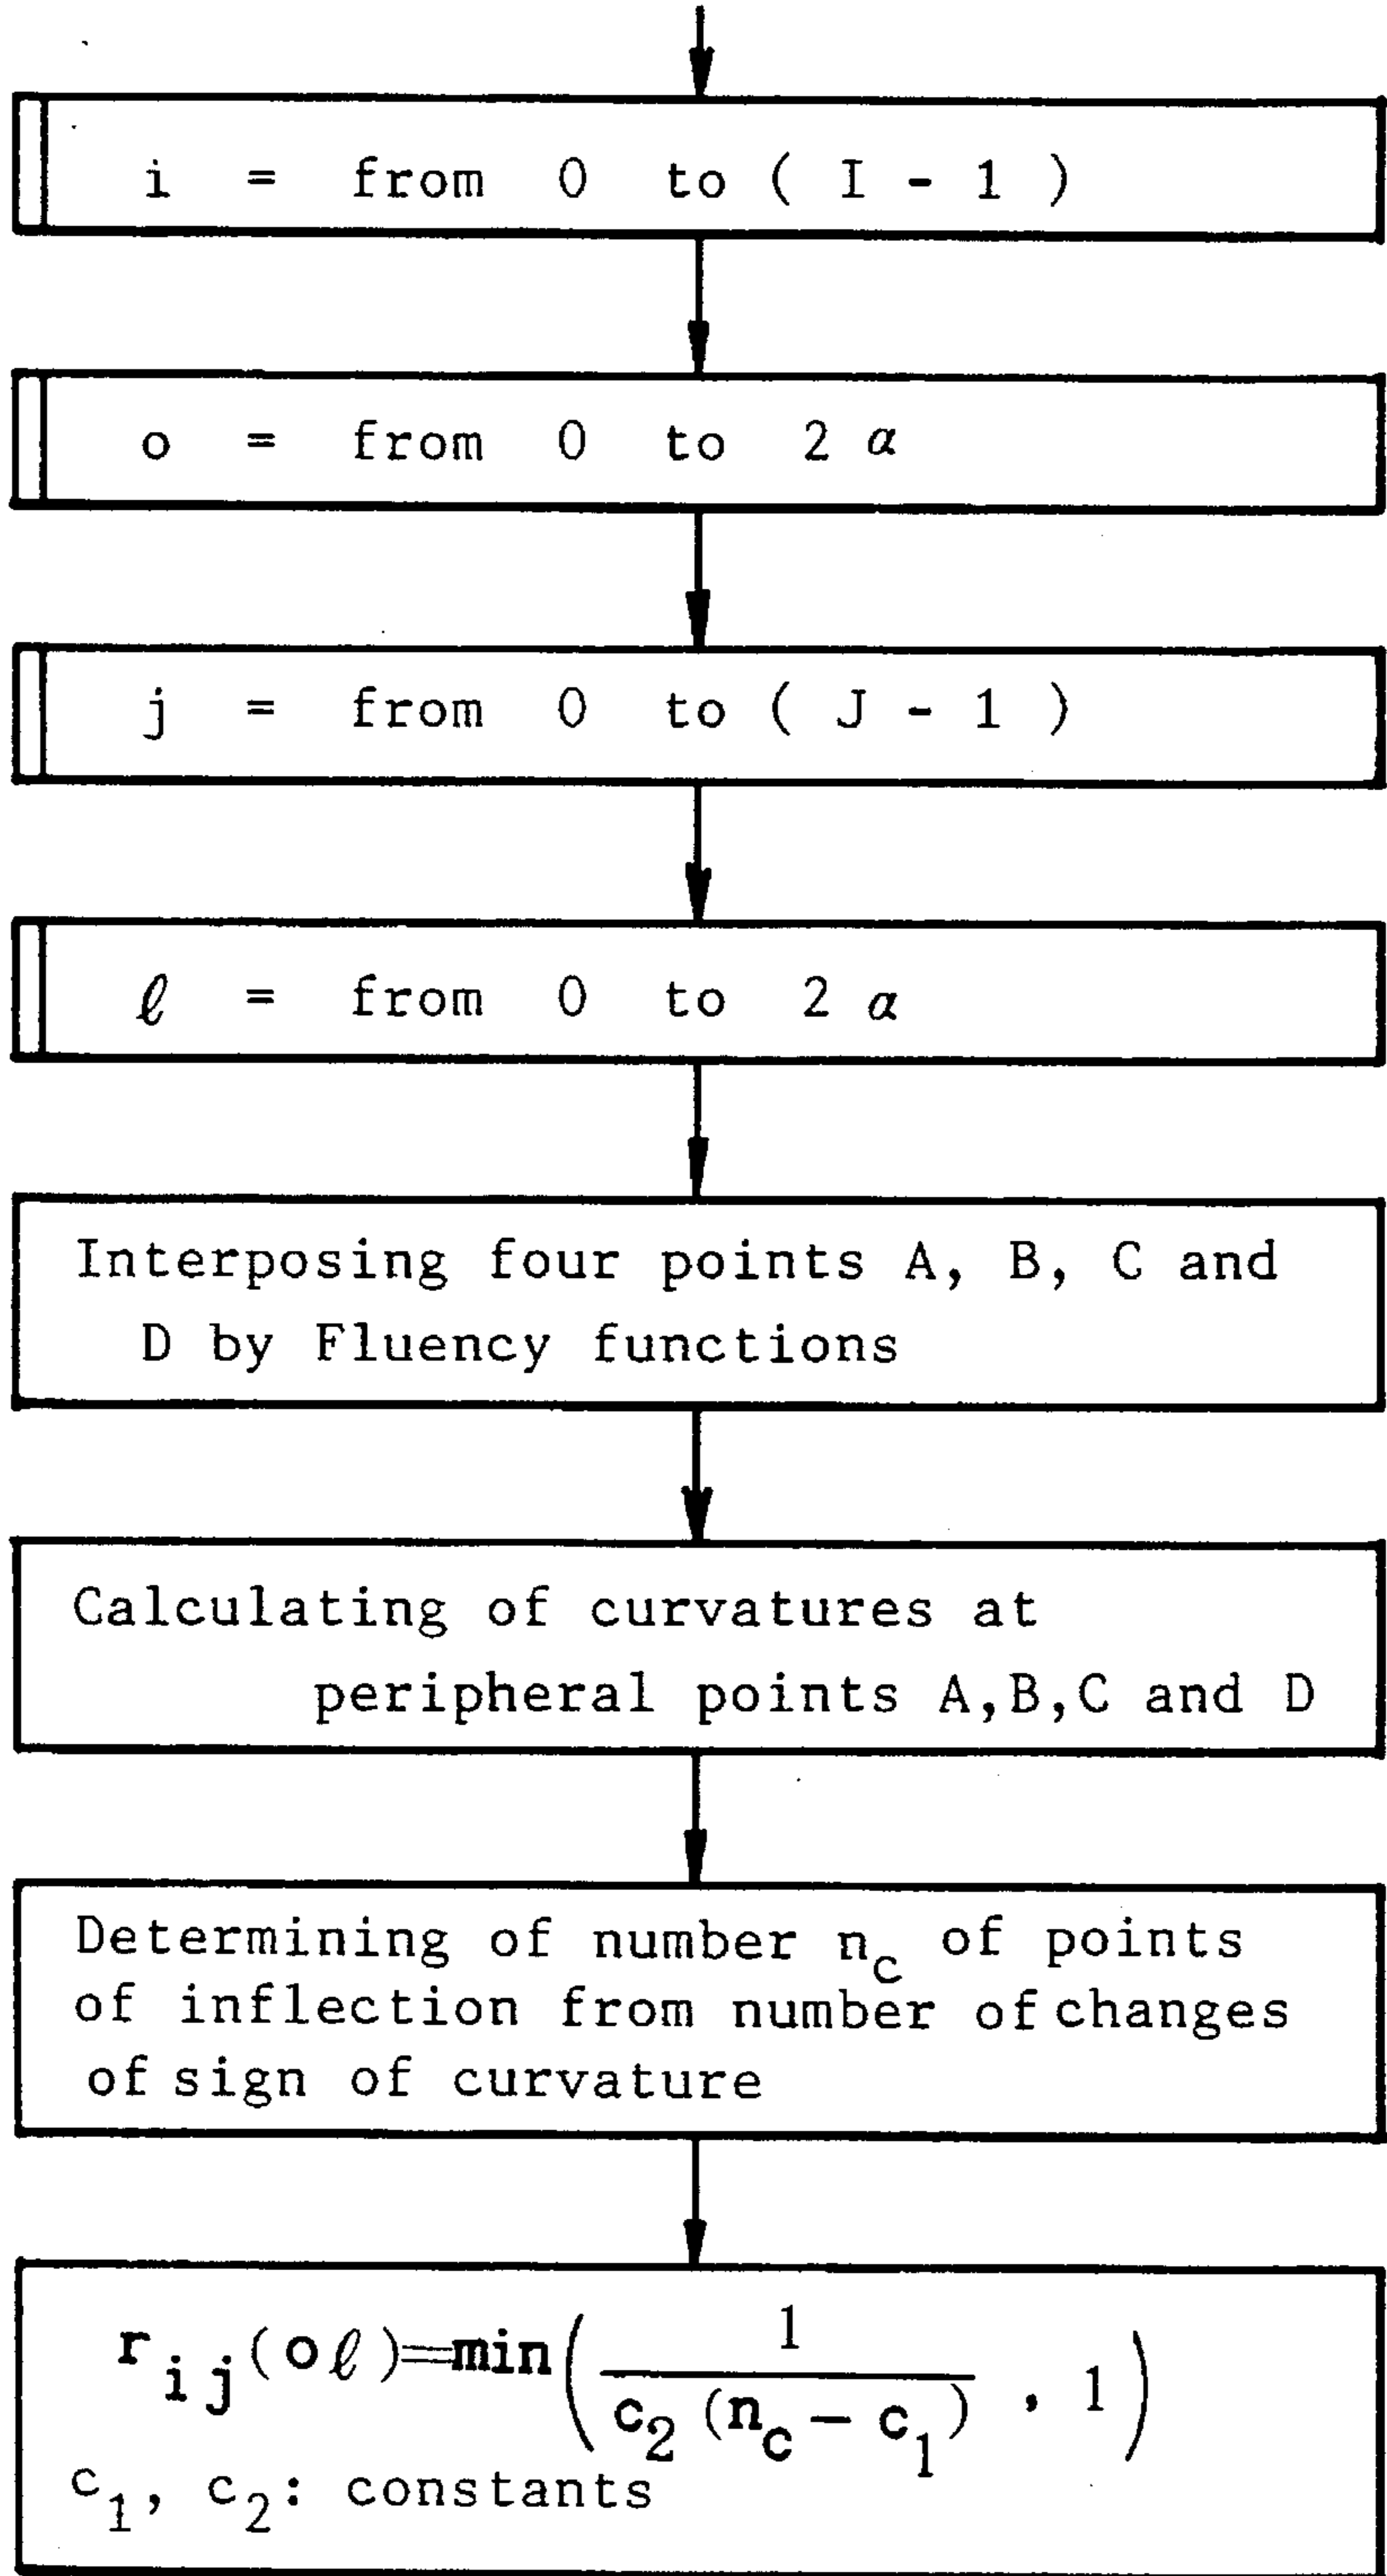 i = from 0 to ( I - 1 )
o = from 0 to 2 α
j = from 0 to ( J - 1 )
ℓ = from 0 to 2 α
Interposing four points A, B, C and
D by Fluency functions
Calculating of curvatures at
peripheral points A,B,C and D
Determining of number n_c of points
of inflection from number of changes
of sign of curvature
r_ij(oℓ)=min( 1 / c_2 (n_c - c_1) , 1 )
c_1, c_2: constants